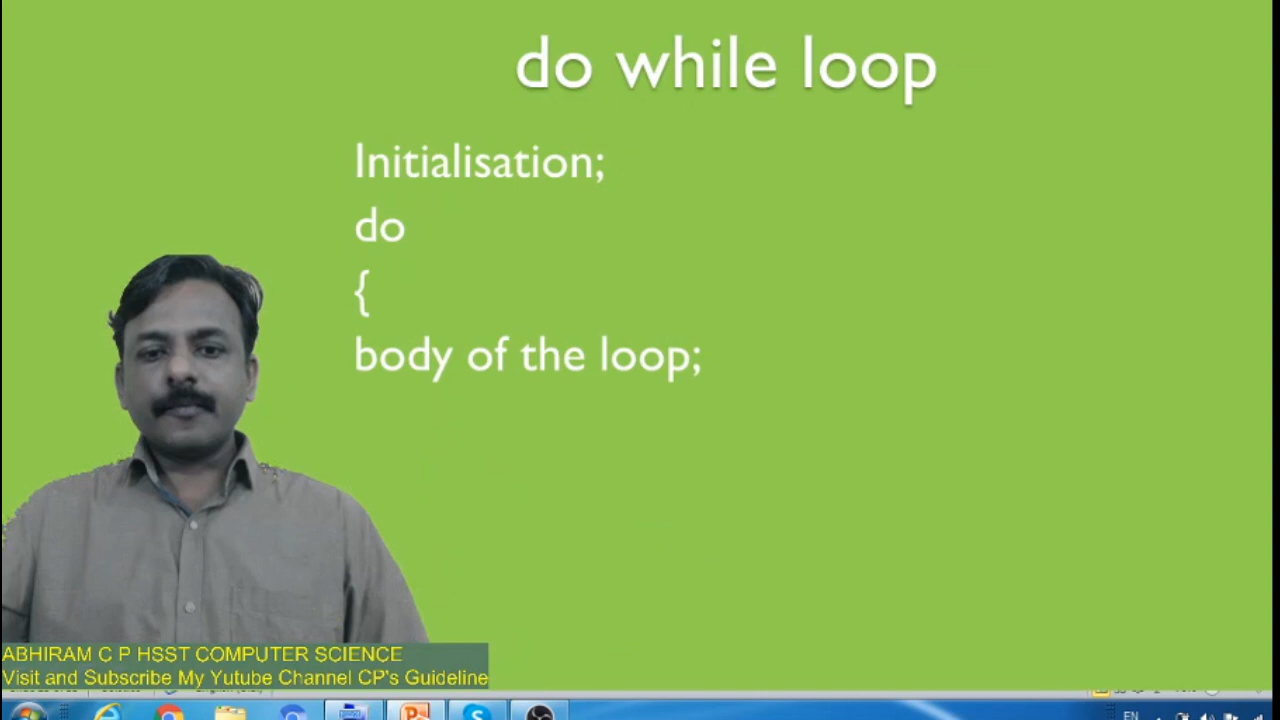 do while loop
Initialisation;
do
{
body of the loop;
ABHIRAM C P HSST COMPUTER SCIENCE
Visit and Subscribe My Yutube Channel CP's Guideline
EN